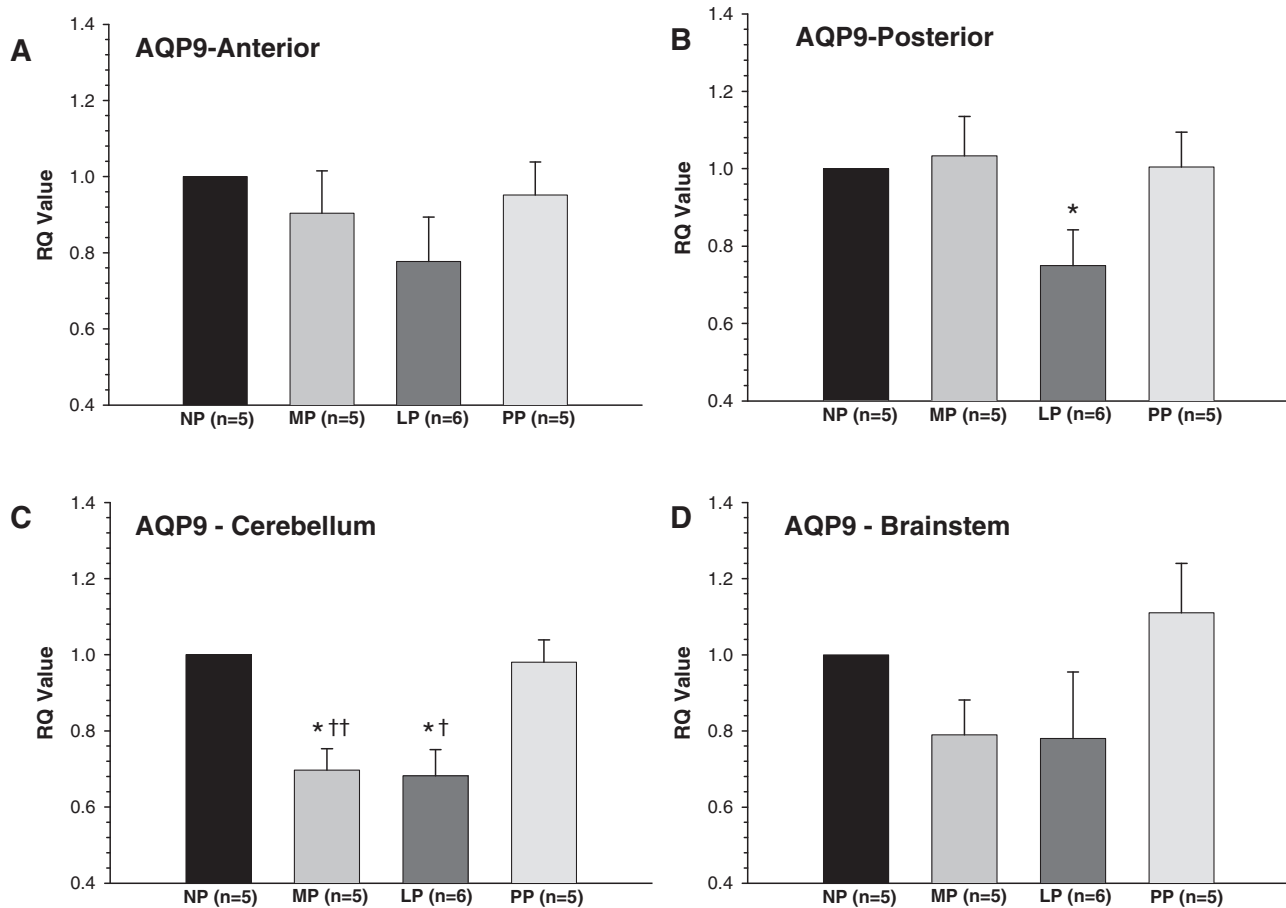 A
AQP9-Anterior
RQ Value
1.4
1.2
1.0
0.8
0.6
0.4
NP (n=5) MP (n=5) LP (n=6) PP (n=5)
B
AQP9-Posterior
RQ Value
1.4
1.2
1.0
0.8
0.6
0.4
*
NP (n=5) MP (n=5) LP (n=6) PP (n=5)
C
AQP9 - Cerebellum
RQ Value
1.4
1.2
1.0
0.8
0.6
0.4
*†† *†
NP (n=5) MP (n=5) LP (n=6) PP (n=5)
D
AQP9 - Brainstem
RQ Value
1.4
1.2
1.0
0.8
0.6
0.4
NP (n=5) MP (n=5) LP (n=6) PP (n=5)